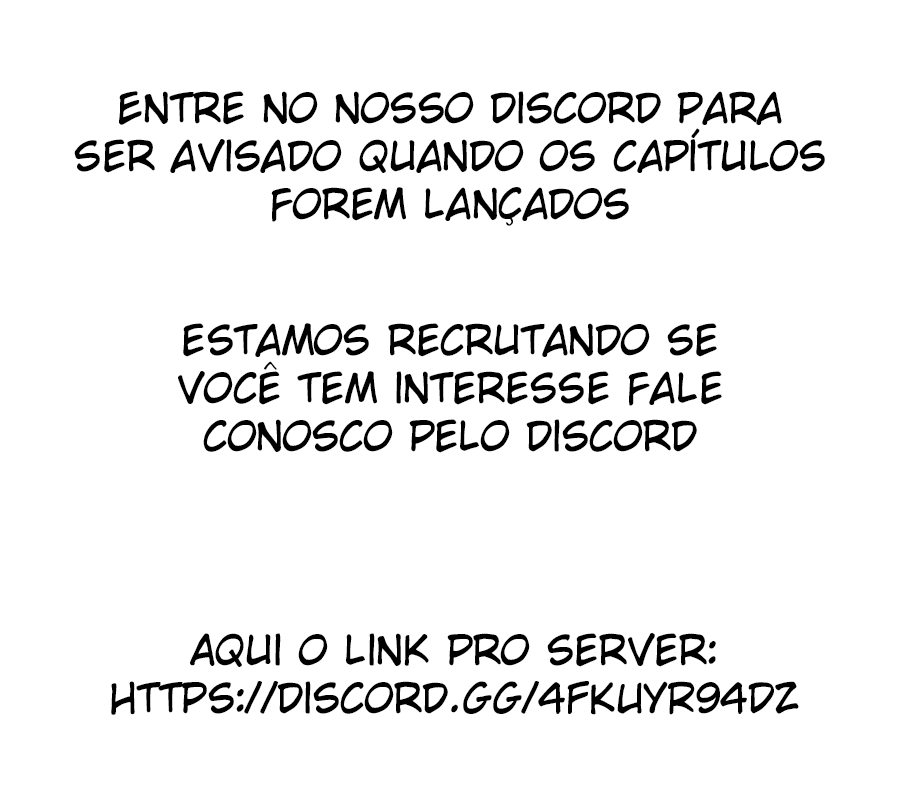 ENTRE NO NOSSO DISCORD PARA
SER AVISADO QUANDO OS CAPÍTULOS
FOREM LANÇADOS
ESTAMOS RECRUTANDO SE
VOCÊ TEM INTERESSE FALE
CONOSCO PELO DISCORD
AQUI O LINK PRO SERVER:
HTTPS://DISCORD.GG/4FKUYR94DZ